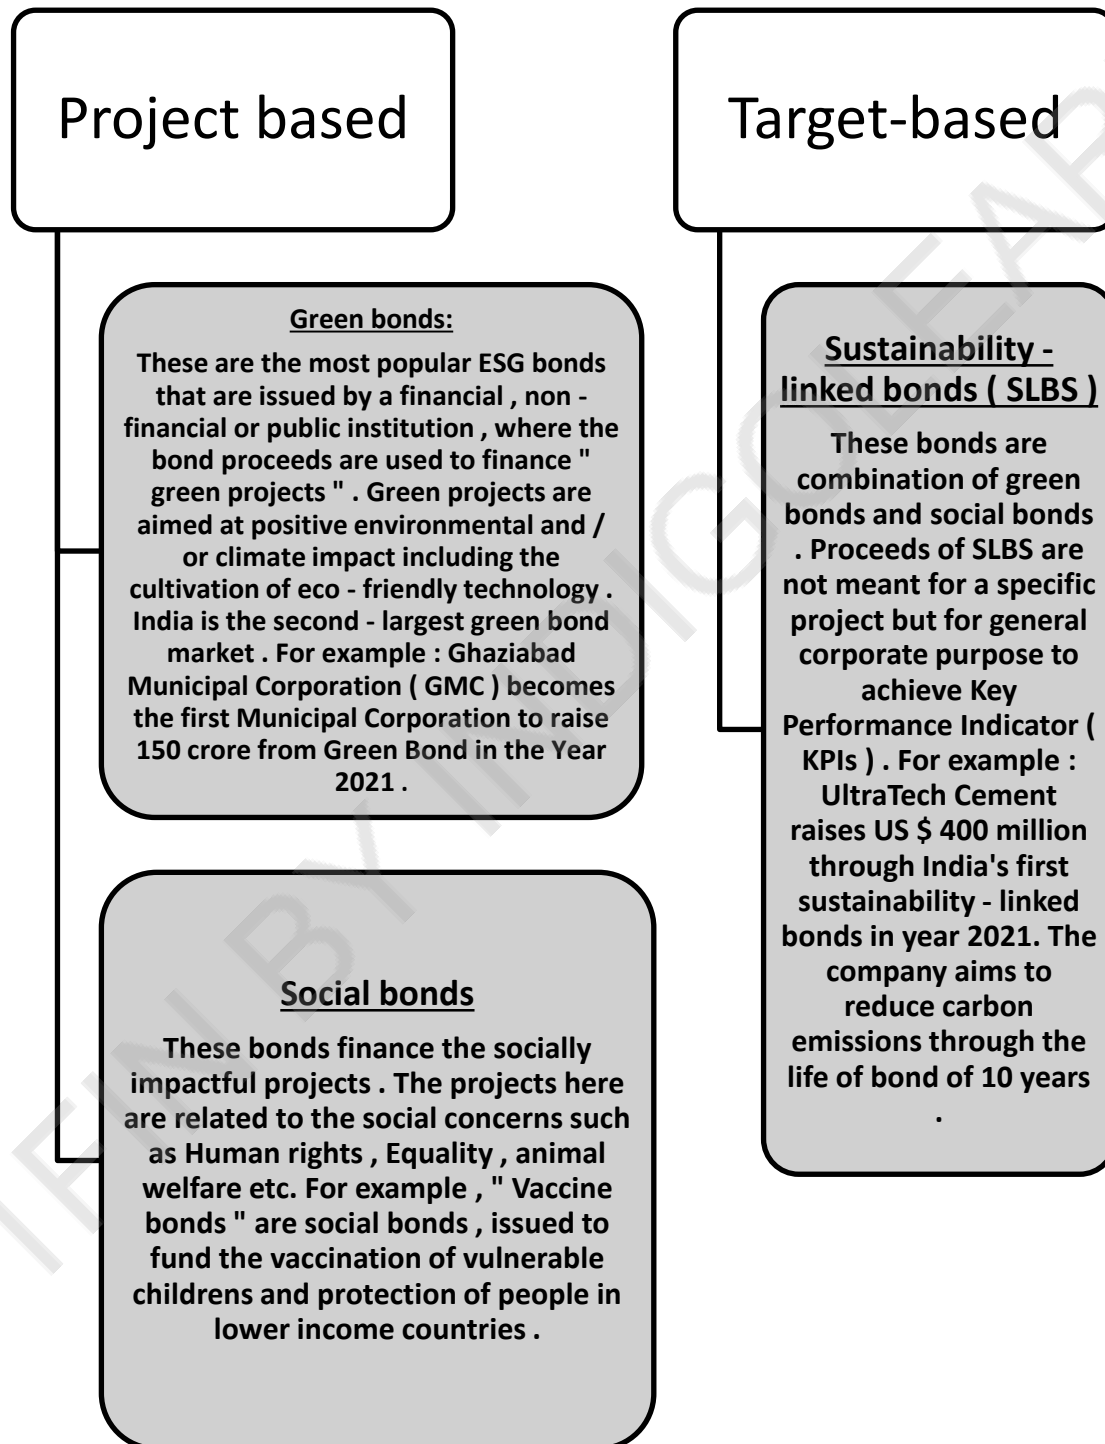 Project based
Green bonds:
These are the most popular ESG bonds
that are issued by a financial , non -
financial or public institution , where the
bond proceeds are used to finance "
green projects " . Green projects are
aimed at positive environmental and /
or climate impact including the
cultivation of eco - friendly technology .
India is the second - largest green bond
market . For example : Ghaziabad
Municipal Corporation ( GMC ) becomes
the first Municipal Corporation to raise
150 crore from Green Bond in the Year
2021 .
Social bonds
These bonds finance the socially
impactful projects . The projects here
are related to the social concerns such
as Human rights , Equality , animal
welfare etc. For example , " Vaccine
bonds " are social bonds , issued to
fund the vaccination of vulnerable
childrens and protection of people in
lower income countries .
Target-based
Sustainability -
linked bonds ( SLBS )
These bonds are
combination of green
bonds and social bonds
. Proceeds of SLBS are
not meant for a specific
project but for general
corporate purpose to
achieve Key
Performance Indicator (
KPIs ) . For example :
UltraTech Cement
raises US $ 400 million
through India's first
sustainability - linked
bonds in year 2021. The
company aims to
reduce carbon
emissions through the
life of bond of 10 years
.
IFIN BY INDIGOLEAR